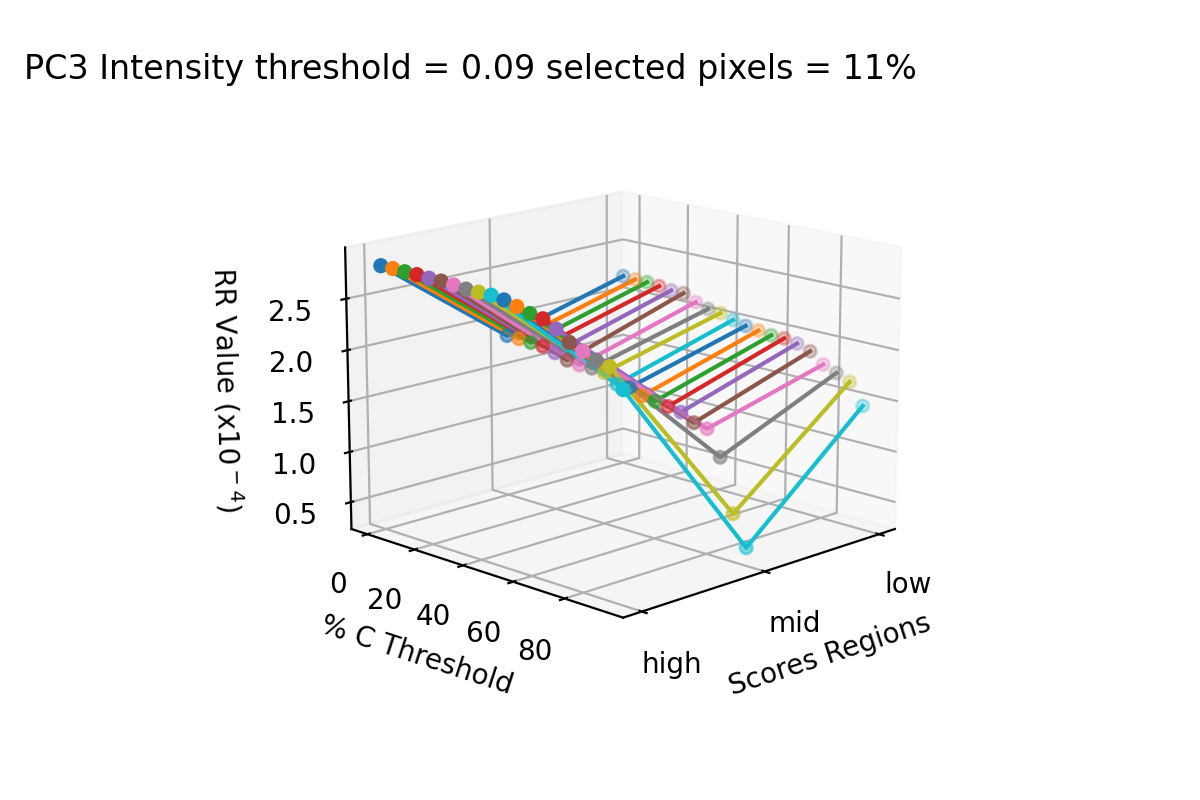 PC3 Intensity threshold = 0.09 selected pixels = 11%
RR Value (x10⁻⁴)
2.5
2.0
1.5
1.0
0.5
0
20
40
60
80
% C Threshold
high
mid
low
Scores Regions